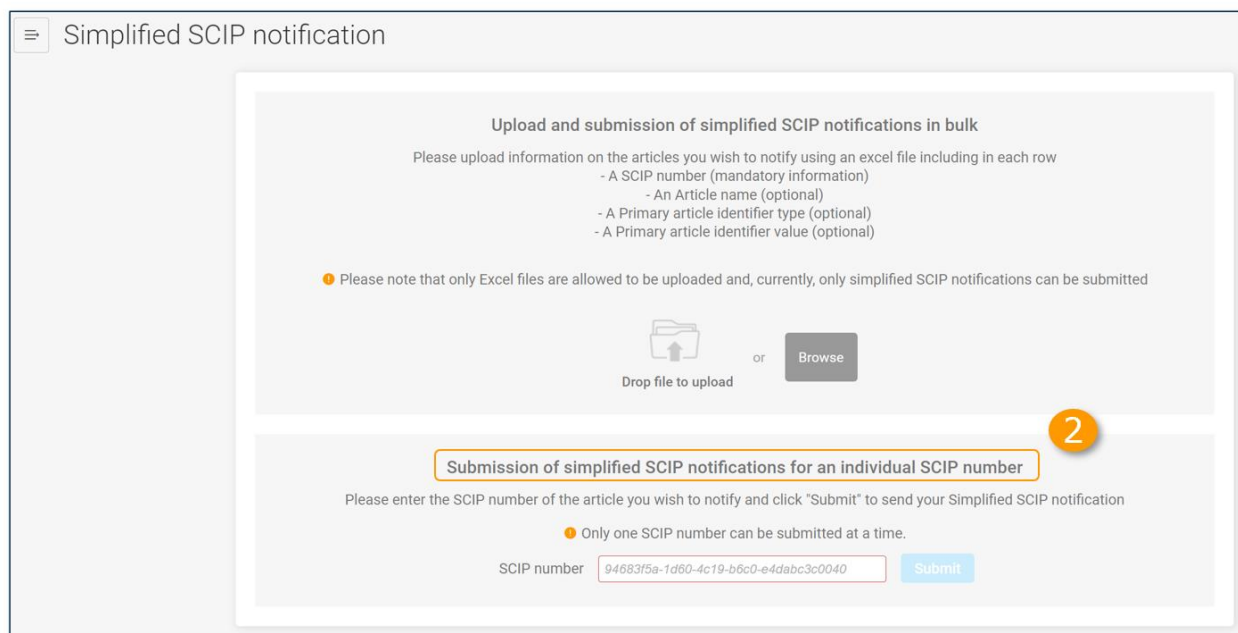 Simplified SCIP notification
Upload and submission of simplified SCIP notifications in bulk
Please upload information on the articles you wish to notify using an excel file including in each row
- A SCIP number (mandatory information)
- An Article name (optional)
- A Primary article identifier type (optional)
- A Primary article identifier value (optional)
Please note that only Excel files are allowed to be uploaded and, currently, only simplified SCIP notifications can be submitted
Drop file to upload
or
Browse
2
Submission of simplified SCIP notifications for an individual SCIP number
Please enter the SCIP number of the article you wish to notify and click "Submit" to send your Simplified SCIP notification
Only one SCIP number can be submitted at a time.
SCIP number 94683f5a-1d60-4c19-b6c0-e4dabc3c0040 Submit